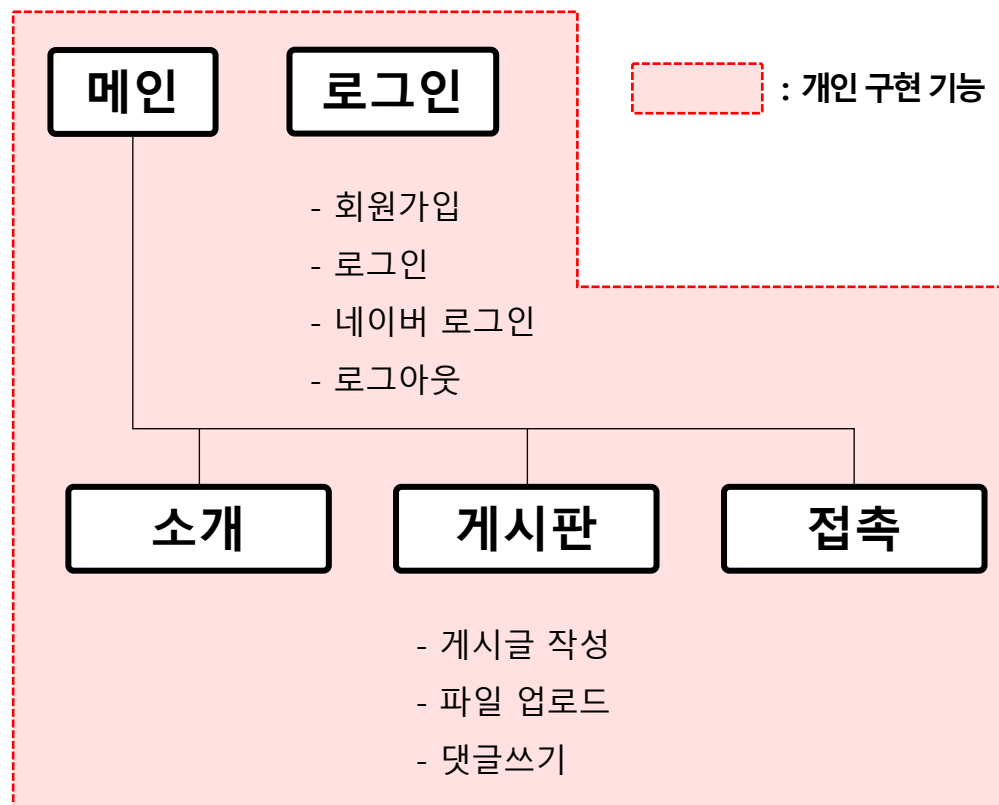 메인
로그인
: 개인 구현 기능
- 회원가입
- 로그인
- 네이버 로그인
- 로그아웃
소개
게시판
접촉
- 게시글 작성
- 파일 업로드
- 댓글쓰기